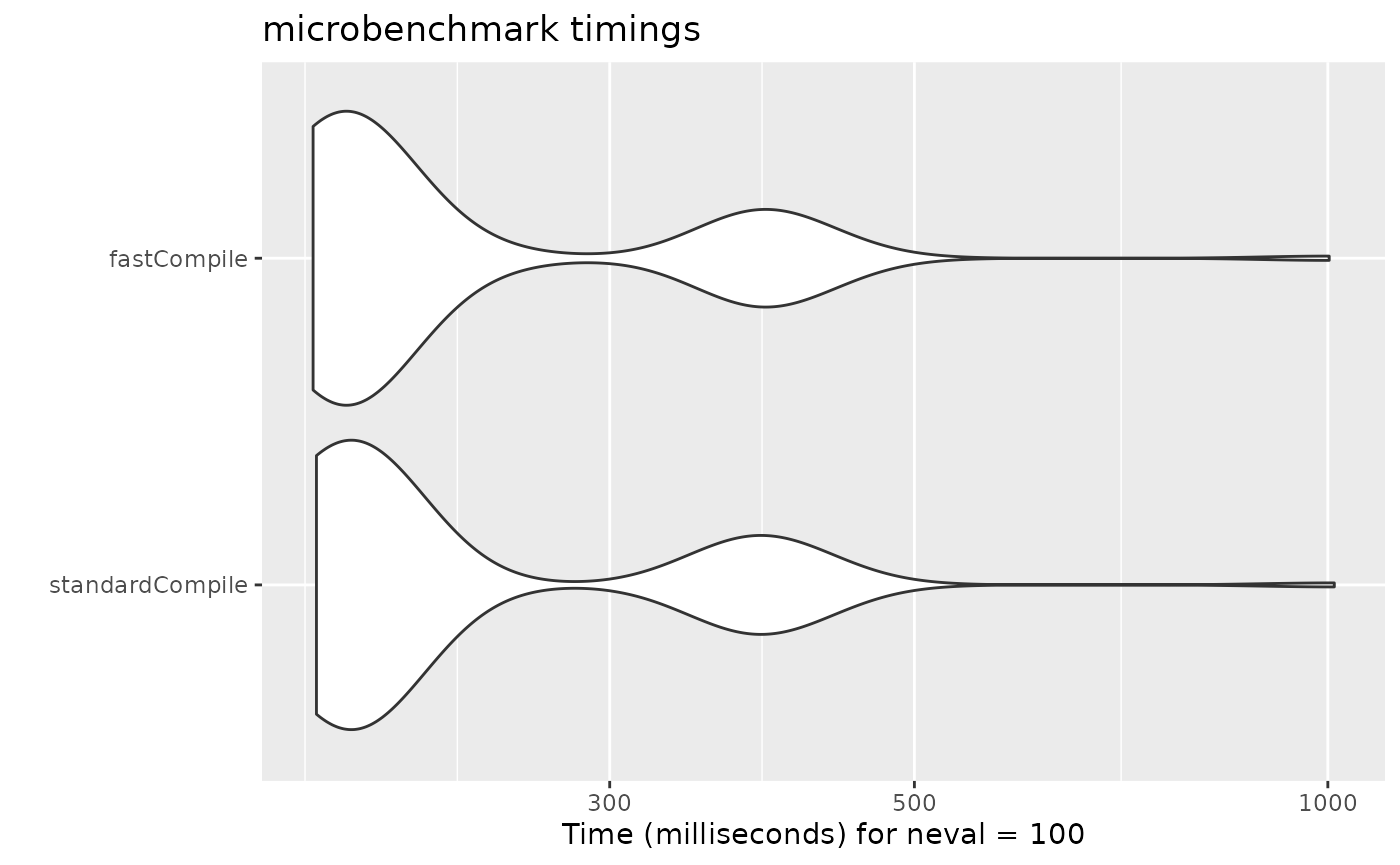 microbenchmark timings
fastCompile
standardCompile
300 500 1000
Time (milliseconds) for neval = 100